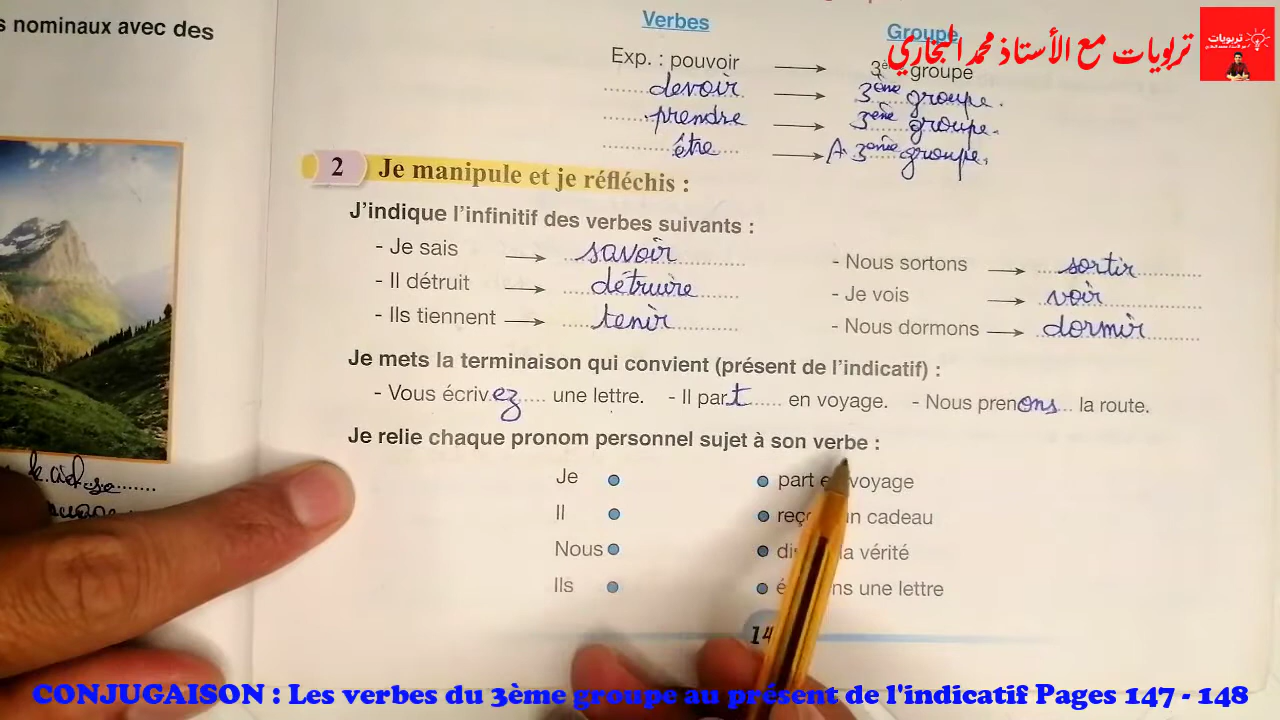 s nominaux avec des
Verbes Groupe
تربويات مع الأستاذ محمد البخاري
تربويات
Exp. : pouvoir → groupe
devoir → 3ème groupe.
prendre → 3ème groupe.
être → A. 3ème groupe.
2 Je manipule et je réfléchis :
J'indique l'infinitif des verbes suivants :
- Je sais → savoir - Nous sortons → sortir
- Il détruit → détruire - Je vois → voir
- Ils tiennent → tenir - Nous dormons → dormir
Je mets la terminaison qui convient (présent de l'indicatif) :
- Vous écrivez une lettre. - Il part en voyage. - Nous prenons la route.
Je relie chaque pronom personnel sujet à son verbe :
Je part voyage
Il cadeau
Nous la vérité
Ils une lettre
CONJUGAISON : Les verbes du 3ème groupe au présent de l'indicatif Pages 147 - 148